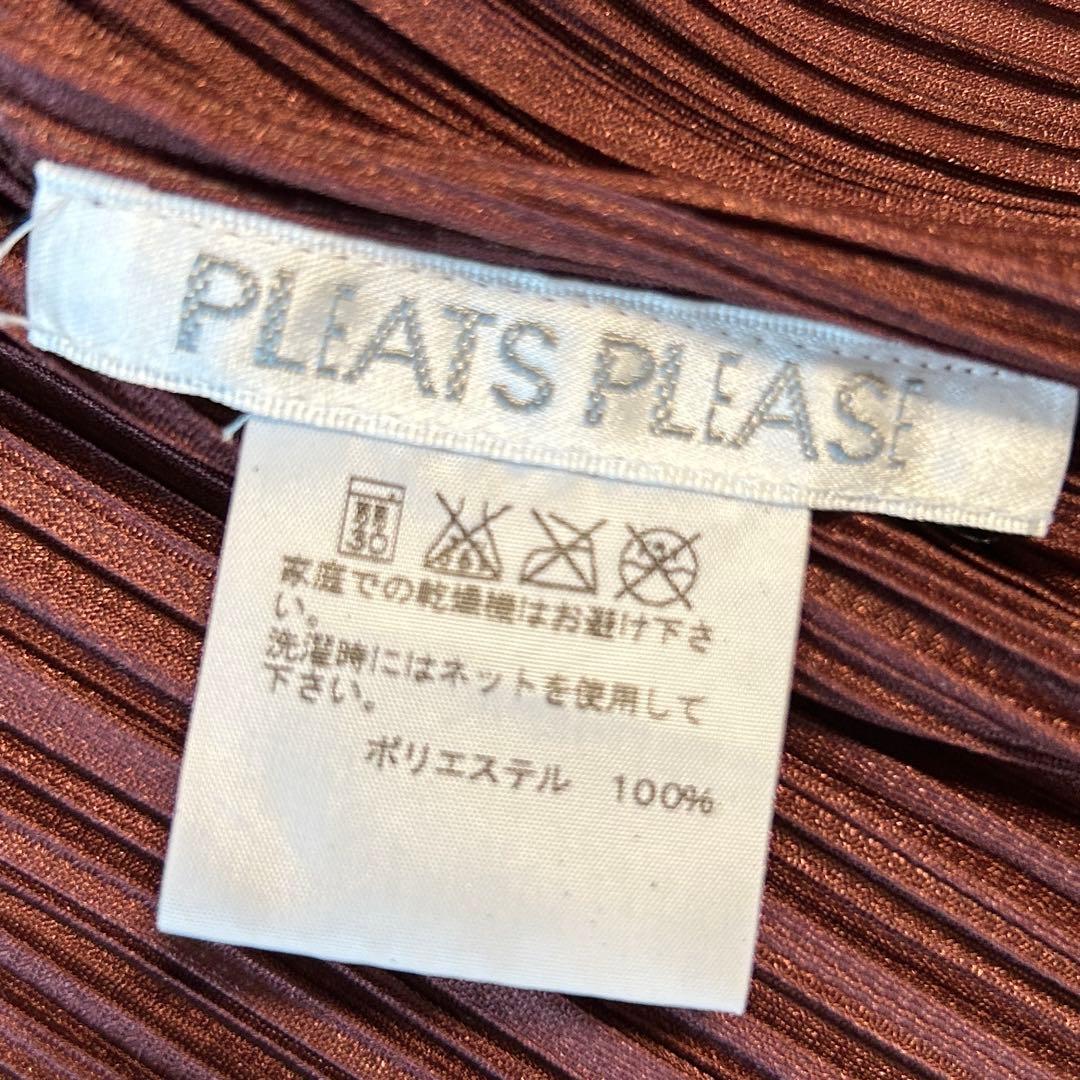 PLEATS PLEASE
30
家庭での乾燥機はお避け下さ
い。
洗濯時にはネットを使用して
下さい。
ポリエステル 100%